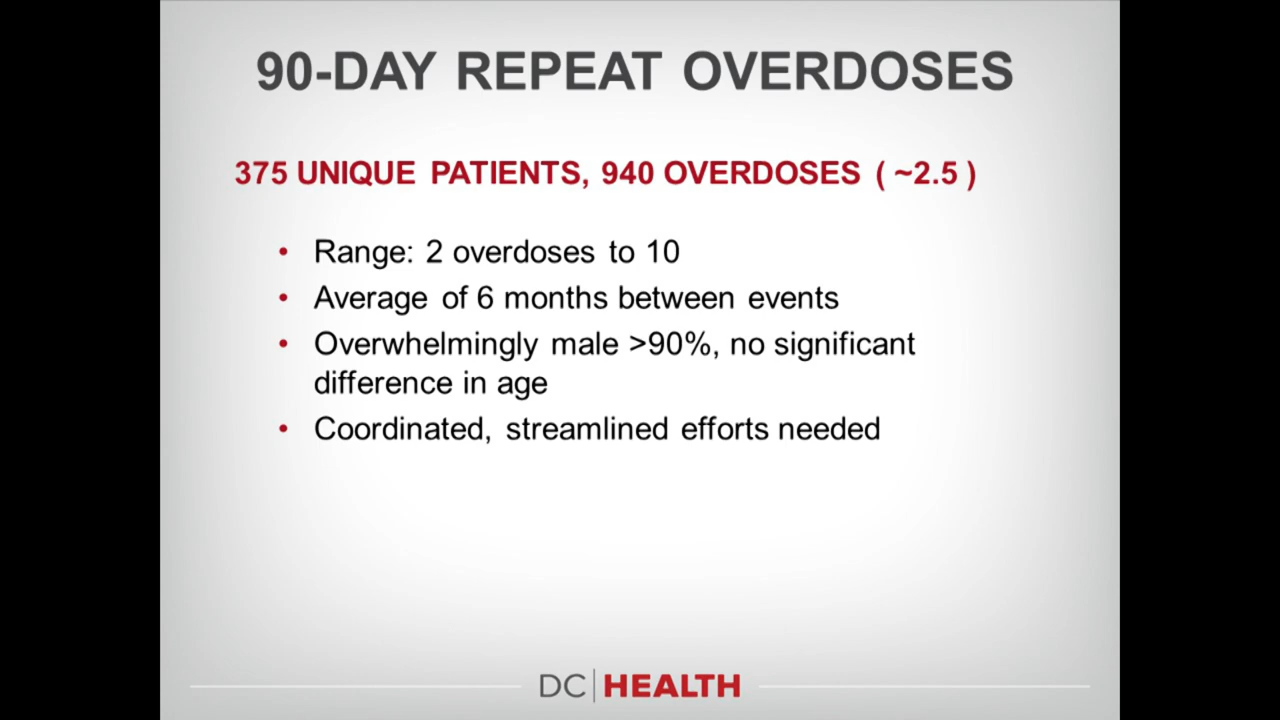 90-DAY REPEAT OVERDOSES
375 UNIQUE PATIENTS, 940 OVERDOSES ( ~2.5 )
• Range: 2 overdoses to 10
• Average of 6 months between events
• Overwhelmingly male >90%, no significant
difference in age
• Coordinated, streamlined efforts needed
DC|HEALTH